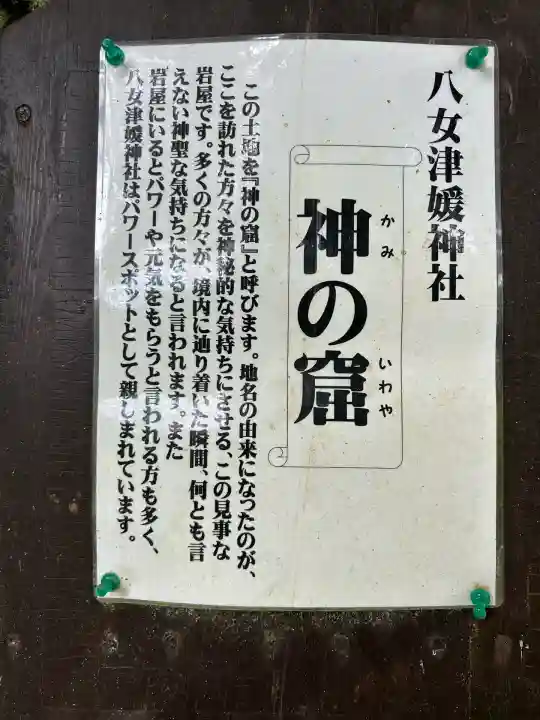 八女津媛神社
神の窟
かみ
いわや
この土地を『神の窟』と呼びます。地名の由来になったのが、
ここを訪れた方々を神秘的な気持ちにさせる、この見事な
岩屋です。多くの方々が、境内に辿り着いた瞬間、何とも言
えない神聖な気持ちになると言われます。また
岩屋にいるとパワーや元気をもらうと言われる方も多く、
八女津媛神社はパワースポットとして親しまれています。